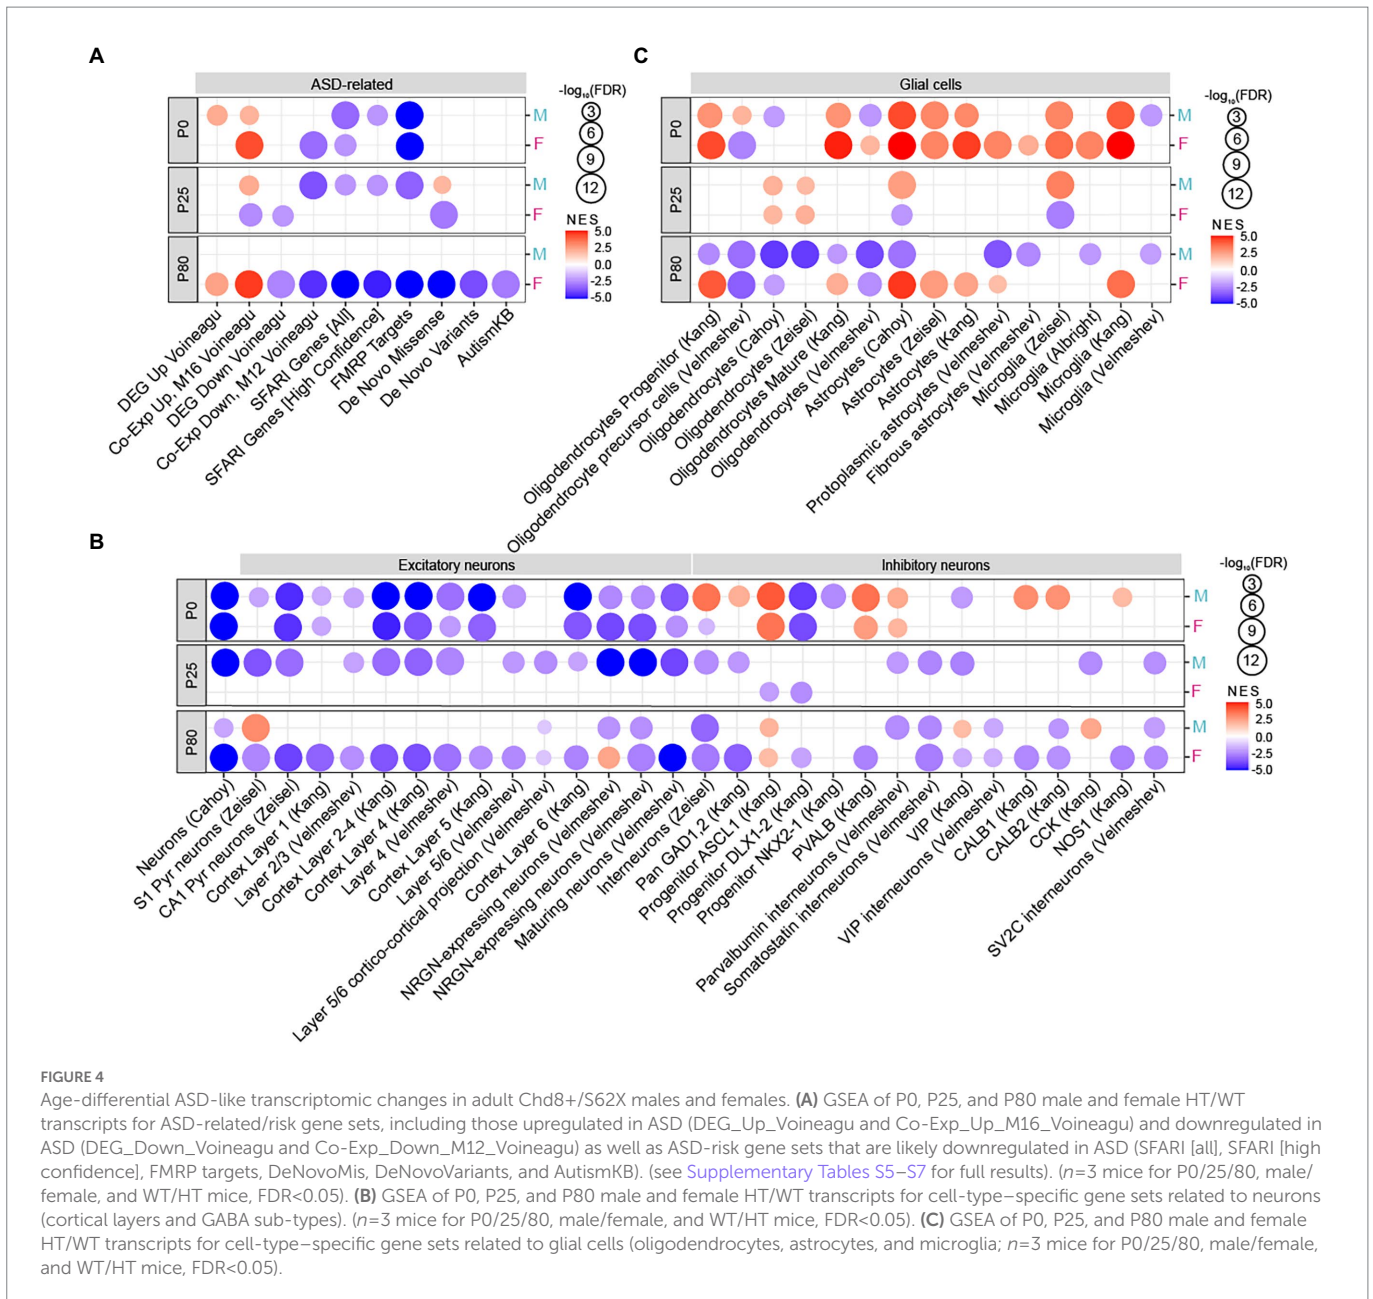 A
ASD-related
P0
P25
P80
M
F
M
F
M
F
-log₁₀(FDR)
3
6
9
12
NES
5.0
2.5
0.0
-2.5
-5.0
DEG Up Voineagu
Co-Exp Up, M16 Voineagu
DEG Down Voineagu
Co-Exp Down, M12 Voineagu
SFARI Genes [All]
SFARI Genes [High Confidence]
FMRP Targets
De Novo Missense
De Novo Variants
AutismKB
C
Glial cells
P0
P25
P80
M
F
M
F
M
F
-log₁₀(FDR)
3
6
9
12
NES
5.0
2.5
0.0
-2.5
-5.0
Oligodendrocytes Progenitor (Kang)
Oligodendrocyte precursor cells (Velmeshev)
Oligodendrocytes (Cahoy)
Oligodendrocytes (Zeisel)
Oligodendrocytes Mature (Kang)
Oligodendrocytes (Velmeshev)
Astrocytes (Cahoy)
Astrocytes (Zeisel)
Astrocytes (Kang)
Protoplasmic astrocytes (Velmeshev)
Fibrous astrocytes (Velmeshev)
Microglia (Zeisel)
Microglia (Albright)
Microglia (Kang)
Microglia (Velmeshev)
B
Excitatory neurons
Inhibitory neurons
P0
P25
P80
M
F
M
F
M
F
-log₁₀(FDR)
3
6
9
12
NES
5.0
2.5
0.0
-2.5
-5.0
Neurons (Cahoy)
S1 Pyr neurons (Zeisel)
CA1 Pyr neurons (Zeisel)
Cortex Layer 1 (Kang)
Layer 2/3 (Velmeshev)
Cortex Layer 2-4 (Kang)
Cortex Layer 4 (Kang)
Layer 4 (Velmeshev)
Cortex Layer 5 (Kang)
Layer 5/6 (Velmeshev)
Layer 5/6 cortico-cortical projection (Velmeshev)
Cortex Layer 6 (Kang)
NRGN-expressing neurons (Velmeshev)
NRGN-expressing neurons (Velmeshev)
Maturing neurons (Velmeshev)
Interneurons (Zeisel)
Pan GAD1,2 (Kang)
Progenitor ASCL1 (Kang)
Progenitor DLX1-2 (Kang)
Progenitor NKX2-1 (Kang)
PVALB (Kang)
Parvalbumin interneurons (Velmeshev)
Somatostatin interneurons (Velmeshev)
VIP (Kang)
VIP interneurons (Velmeshev)
CALB1 (Kang)
CALB2 (Kang)
CCK (Kang)
NOS1 (Kang)
SV2C interneurons (Velmeshev)
FIGURE 4
Age-differential ASD-like transcriptomic changes in adult Chd8+/S62X males and females. (A) GSEA of P0, P25, and P80 male and female HT/WT
transcripts for ASD-related/risk gene sets, including those upregulated in ASD (DEG_Up_Voineagu and Co-Exp_Up_M16_Voineagu) and downregulated in
ASD (DEG_Down_Voineagu and Co-Exp_Down_M12_Voineagu) as well as ASD-risk gene sets that are likely downregulated in ASD (SFARI [all], SFARI [high
confidence], FMRP targets, DeNovoMis, DeNovoVariants, and AutismKB). (see Supplementary Tables S5–S7 for full results). (n=3 mice for P0/25/80, male/
female, and WT/HT mice, FDR<0.05). (B) GSEA of P0, P25, and P80 male and female HT/WT transcripts for cell-type–specific gene sets related to neurons
(cortical layers and GABA sub-types). (n=3 mice for P0/25/80, male/female, and WT/HT mice, FDR<0.05). (C) GSEA of P0, P25, and P80 male and female
HT/WT transcripts for cell-type–specific gene sets related to glial cells (oligodendrocytes, astrocytes, and microglia; n=3 mice for P0/25/80, male/female,
and WT/HT mice, FDR<0.05).